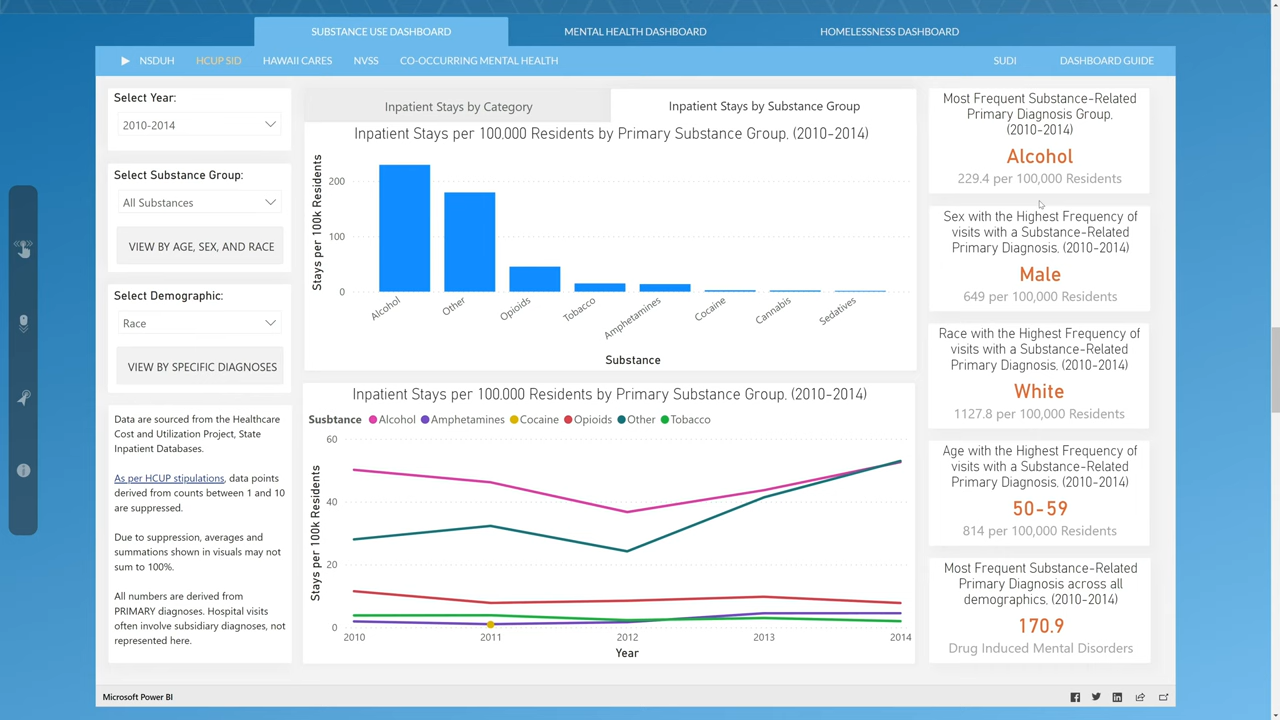 SUBSTANCE USE DASHBOARD
MENTAL HEALTH DASHBOARD
HOMELESSNESS DASHBOARD
NSDUH
HCUP SID
HAWAII CARES
NVSS
CO-OCCURRING MENTAL HEALTH
SUDI
DASHBOARD GUIDE
Select Year:
2010-2014
Select Substance Group:
All Substances
VIEW BY AGE, SEX, AND RACE
Select Demographic:
Race
VIEW BY SPECIFIC DIAGNOSES
Data are sourced from the Healthcare
Cost and Utilization Project, State
Inpatient Databases.
As per HCUP stipulations, data points
derived from counts between 1 and 10
are suppressed.
Due to suppression, averages and
summations shown in visuals may not
sum to 100%.
All numbers are derived from
PRIMARY diagnoses. Hospital visits
often involve subsidiary diagnoses, not
represented here.
Inpatient Stays by Category
Inpatient Stays by Substance Group
Inpatient Stays per 100.000 Residents by Primary Substance Group. (2010-2014)
Stays per 100k Residents
200
100
0
Alcohol
Other
Opioids
Tobacco
Amphetamines
Cocaine
Cannabis
Sedatives
Substance
Inpatient Stays per 100.000 Residents by Primary Substance Group. (2010-2014)
Susbtance
Alcohol
Amphetamines
Cocaine
Opioids
Other
Tobacco
Stays per 100k Residents
60
40
20
0
2010
2011
2012
2013
2014
Year
Most Frequent Substance-Related
Primary Diagnosis Group.
(2010-2014)
Alcohol
229.4 per 100,000 Residents
Sex with the Highest Frequency of
visits with a Substance-Related
Primary Diagnosis. (2010-2014)
Male
649 per 100,000 Residents
Race with the Highest Frequency of
visits with a Substance-Related
Primary Diagnosis. (2010-2014)
White
1127.8 per 100,000 Residents
Age with the Highest Frequency of
visits with a Substance-Related
Primary Diagnosis. (2010-2014)
50-59
814 per 100,000 Residents
Most Frequent Substance-Related
Primary Diagnosis across all
demographics. (2010-2014)
170.9
Drug Induced Mental Disorders
Microsoft Power BI